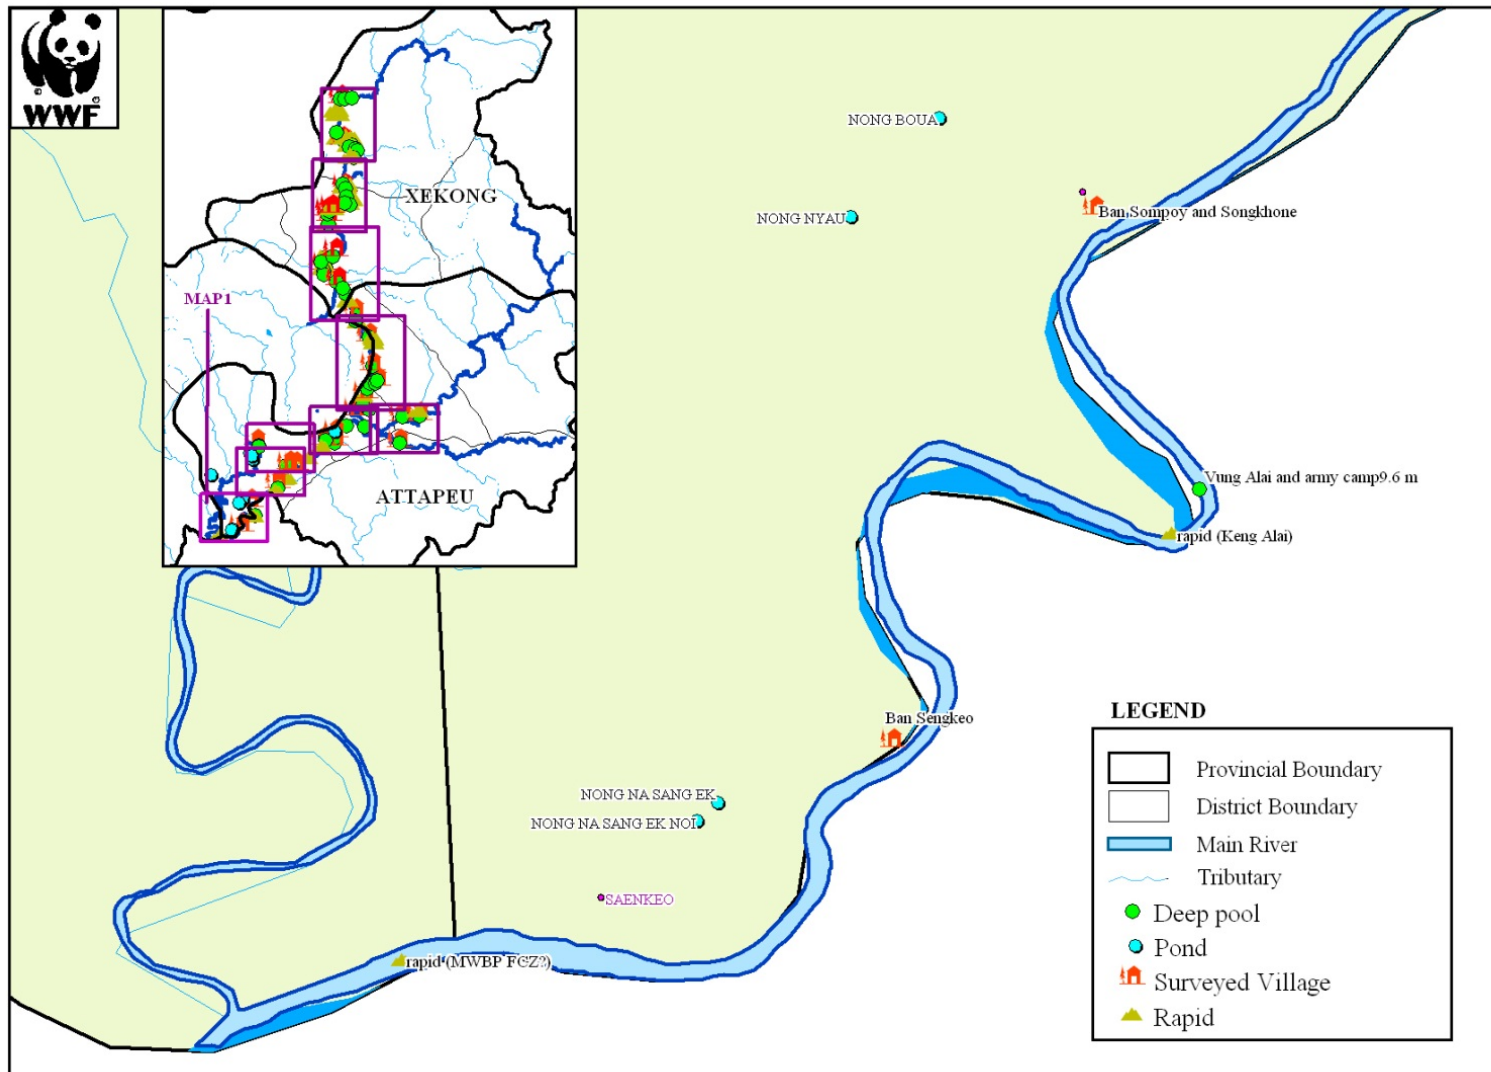 WWF
XEKONG
MAP1
ATTAPEU
NONG BOUA
NONG NYAU
Ban Sompoy and Songkhone
Vung Alai and army camp9.6 m
rapid (Keng Alai)
Ban Sengkeo
NONG NA SANG EK
NONG NA SANG EK NOI
SAENKEO
rapid (MWBP FCZ?)
LEGEND
Provincial Boundary
District Boundary
Main River
Tributary
Deep pool
Pond
Surveyed Village
Rapid